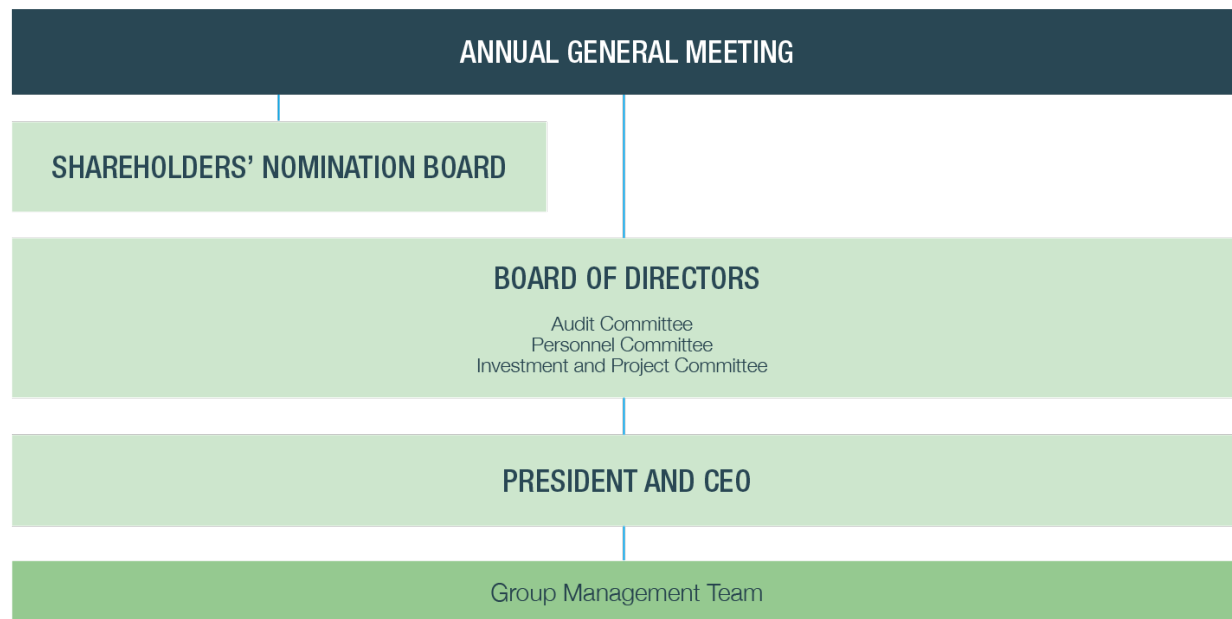 ANNUAL GENERAL MEETING
SHAREHOLDERS’ NOMINATION BOARD
BOARD OF DIRECTORS
Audit Committee
Personnel Committee
Investment and Project Committee
PRESIDENT AND CEO
Group Management Team